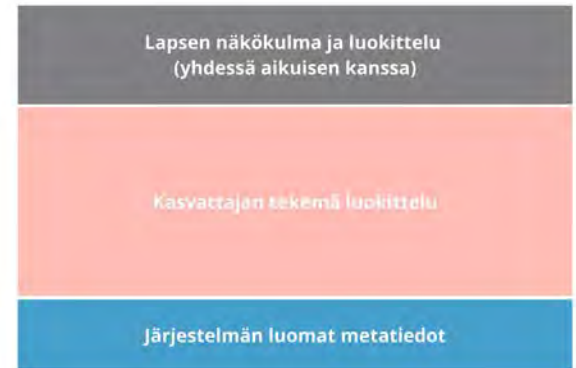 Lapsen näkökulma ja luokittelu
(yhdessä aikuisen kanssa)
Kasvattajan tekemä luokittelu
Järjestelmän luomat metatiedot